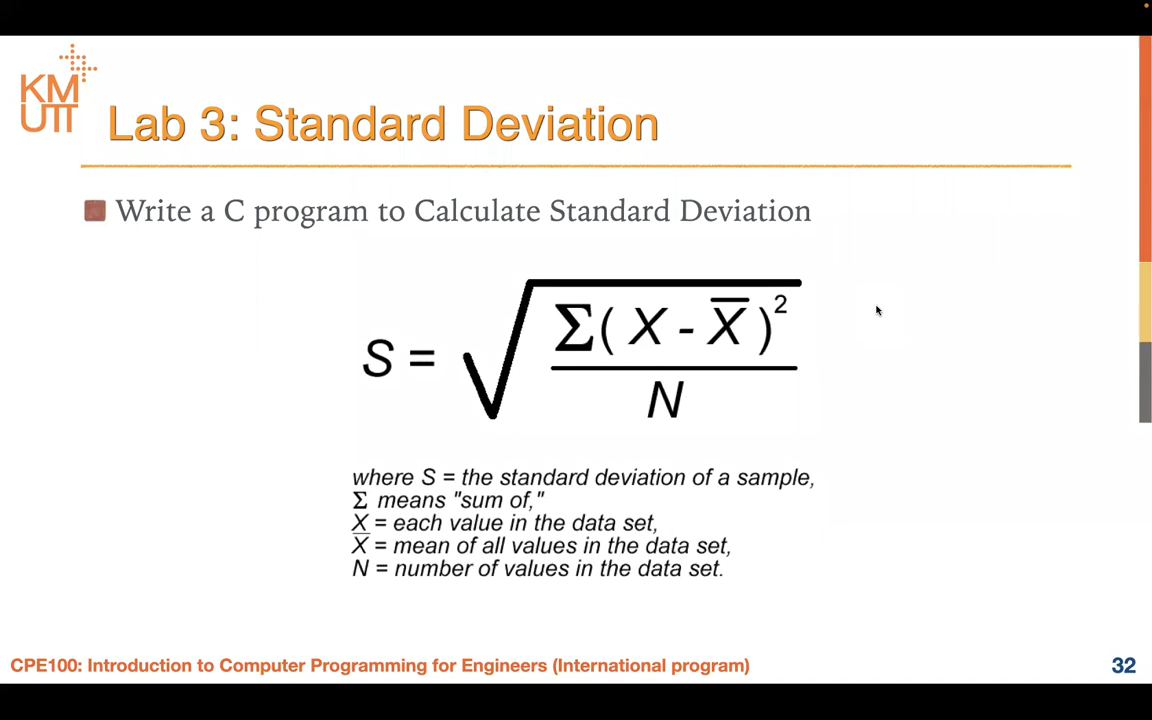 KM
UTT
Lab 3: Standard Deviation
Write a C program to Calculate Standard Deviation
S = √(Σ(X - X̅)² / N)
where S = the standard deviation of a sample,
Σ means "sum of,"
X = each value in the data set,
X̅ = mean of all values in the data set,
N = number of values in the data set.
CPE100: Introduction to Computer Programming for Engineers (International program)
32